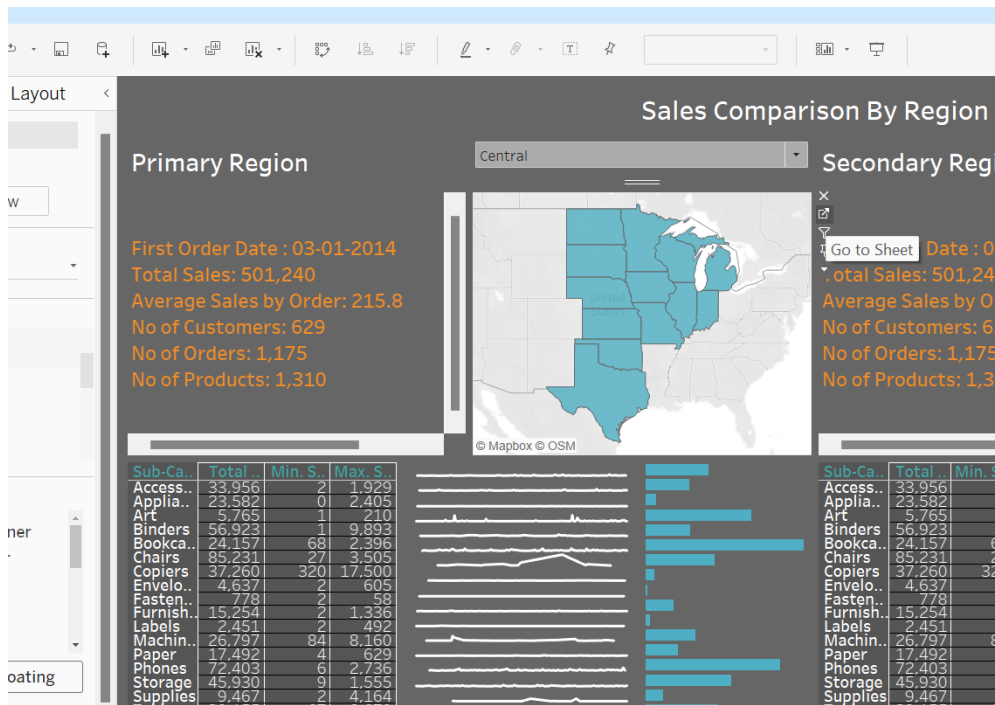 Layout
Sales Comparison By Region
Primary Region
Central
Secondary Regi
w
First Order Date : 03-01-2014
Total Sales: 501,240
Average Sales by Order: 215.8
No of Customers: 629
No of Orders: 1,175
No of Products: 1,310
United
States
© Mapbox © OSM
Go to Sheet
Date : 0
otal Sales: 501,24
Average Sales by O
No of Customers: 6
No of Orders: 1,175
No of Products: 1,3
ner
oating
Sub-Ca.. Total .. Min. S.. Max. S..
Access.. 33,956 2 1,929
Applia.. 23,582 0 2,405
Art 5,765 1 210
Binders 56,923 1 9,893
Bookca.. 24,157 68 2,396
Chairs 85,231 27 3,505
Copiers 37,260 320 17,500
Envelo.. 4,637 2 605
Fasten.. 778 2 58
Furnish.. 15,254 2 1,336
Labels 2,451 2 492
Machin.. 26,797 84 8,160
Paper 17,492 4 629
Phones 72,403 6 2,736
Storage 45,930 9 1,555
Supplies 9,467 2 4,164
Sub-Ca.. Total .. Min. S
Access.. 33,956
Applia.. 23,582
Art 5,765
Binders 56,923
Bookca.. 24,157 6
Chairs 85,231 2
Copiers 37,260 32
Envelo.. 4,637
Fasten.. 778
Furnish.. 15,254
Labels 2,451
Machin.. 26,797 8
Paper 17,492
Phones 72,403
Storage 45,930
Supplies 9,467